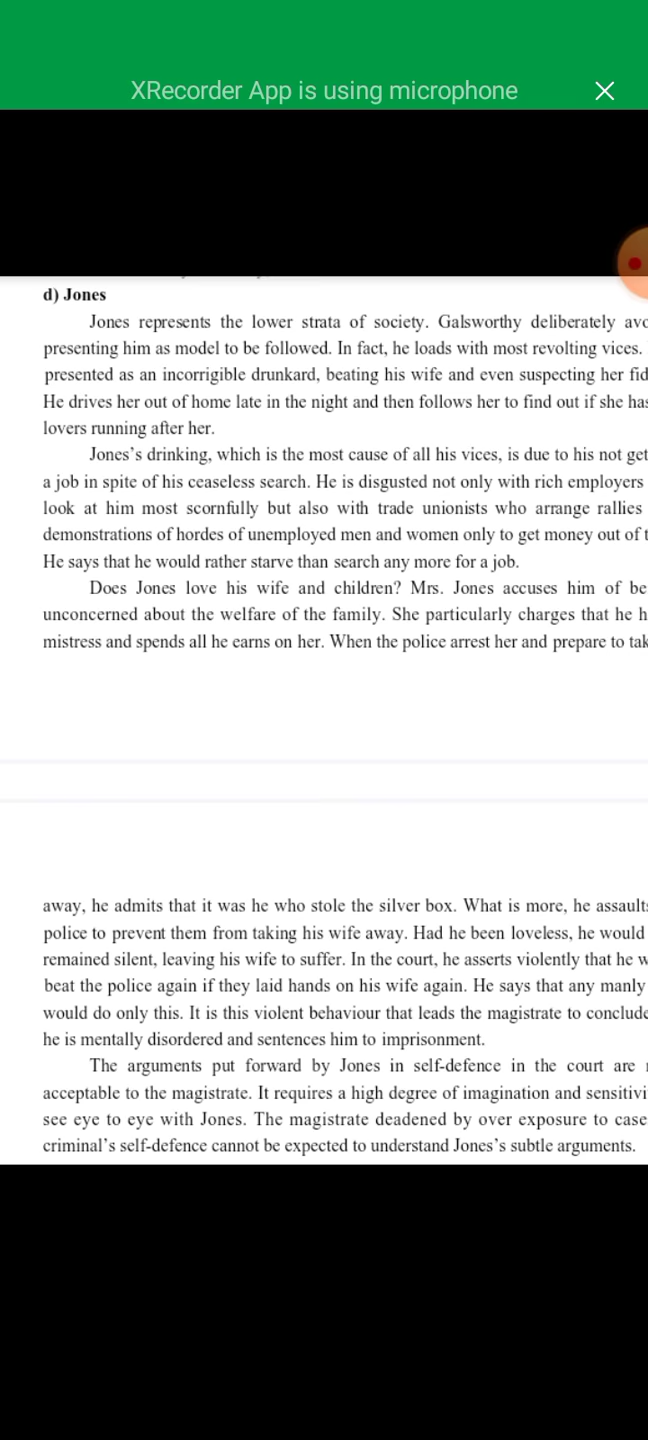 XRecorder App is using microphone
d) Jones
Jones represents the lower strata of society. Galsworthy deliberately avo
presenting him as model to be followed. In fact, he loads with most revolting vices.
presented as an incorrigible drunkard, beating his wife and even suspecting her fid
He drives her out of home late in the night and then follows her to find out if she has
lovers running after her.
Jones's drinking, which is the most cause of all his vices, is due to his not get
a job in spite of his ceaseless search. He is disgusted not only with rich employers
look at him most scornfully but also with trade unionists who arrange rallies
demonstrations of hordes of unemployed men and women only to get money out of t
He says that he would rather starve than search any more for a job.
Does Jones love his wife and children? Mrs. Jones accuses him of be
unconcerned about the welfare of the family. She particularly charges that he h
mistress and spends all he earns on her. When the police arrest her and prepare to tak
away, he admits that it was he who stole the silver box. What is more, he assaults
police to prevent them from taking his wife away. Had he been loveless, he would
remained silent, leaving his wife to suffer. In the court, he asserts violently that he w
beat the police again if they laid hands on his wife again. He says that any manly
would do only this. It is this violent behaviour that leads the magistrate to conclude
he is mentally disordered and sentences him to imprisonment.
The arguments put forward by Jones in self-defence in the court are
acceptable to the magistrate. It requires a high degree of imagination and sensitivi
see eye to eye with Jones. The magistrate deadened by over exposure to case
criminal's self-defence cannot be expected to understand Jones's subtle arguments.